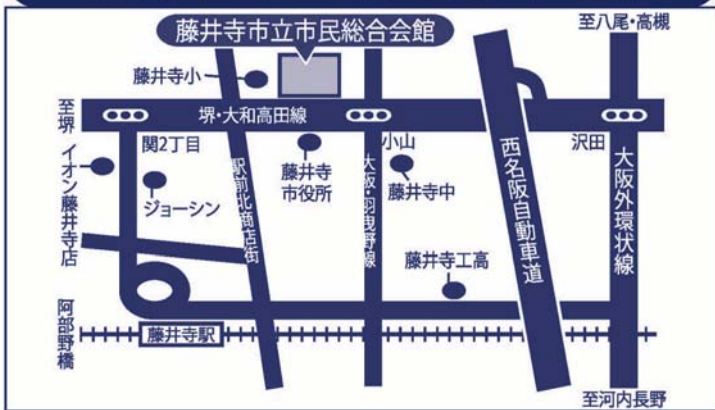 藤井寺市立市民総合会館
至八尾・高槻
藤井寺小
至堺
堺・大和高田線
関2丁目
小山
沢田
イオン藤井寺店
ジョーシン
駅前北商店街
藤井寺
市役所
大阪・羽曳野線
藤井寺中
西名阪自動車道
大阪外環状線
藤井寺工高
阿部野橋
藤井寺駅
至河内長野